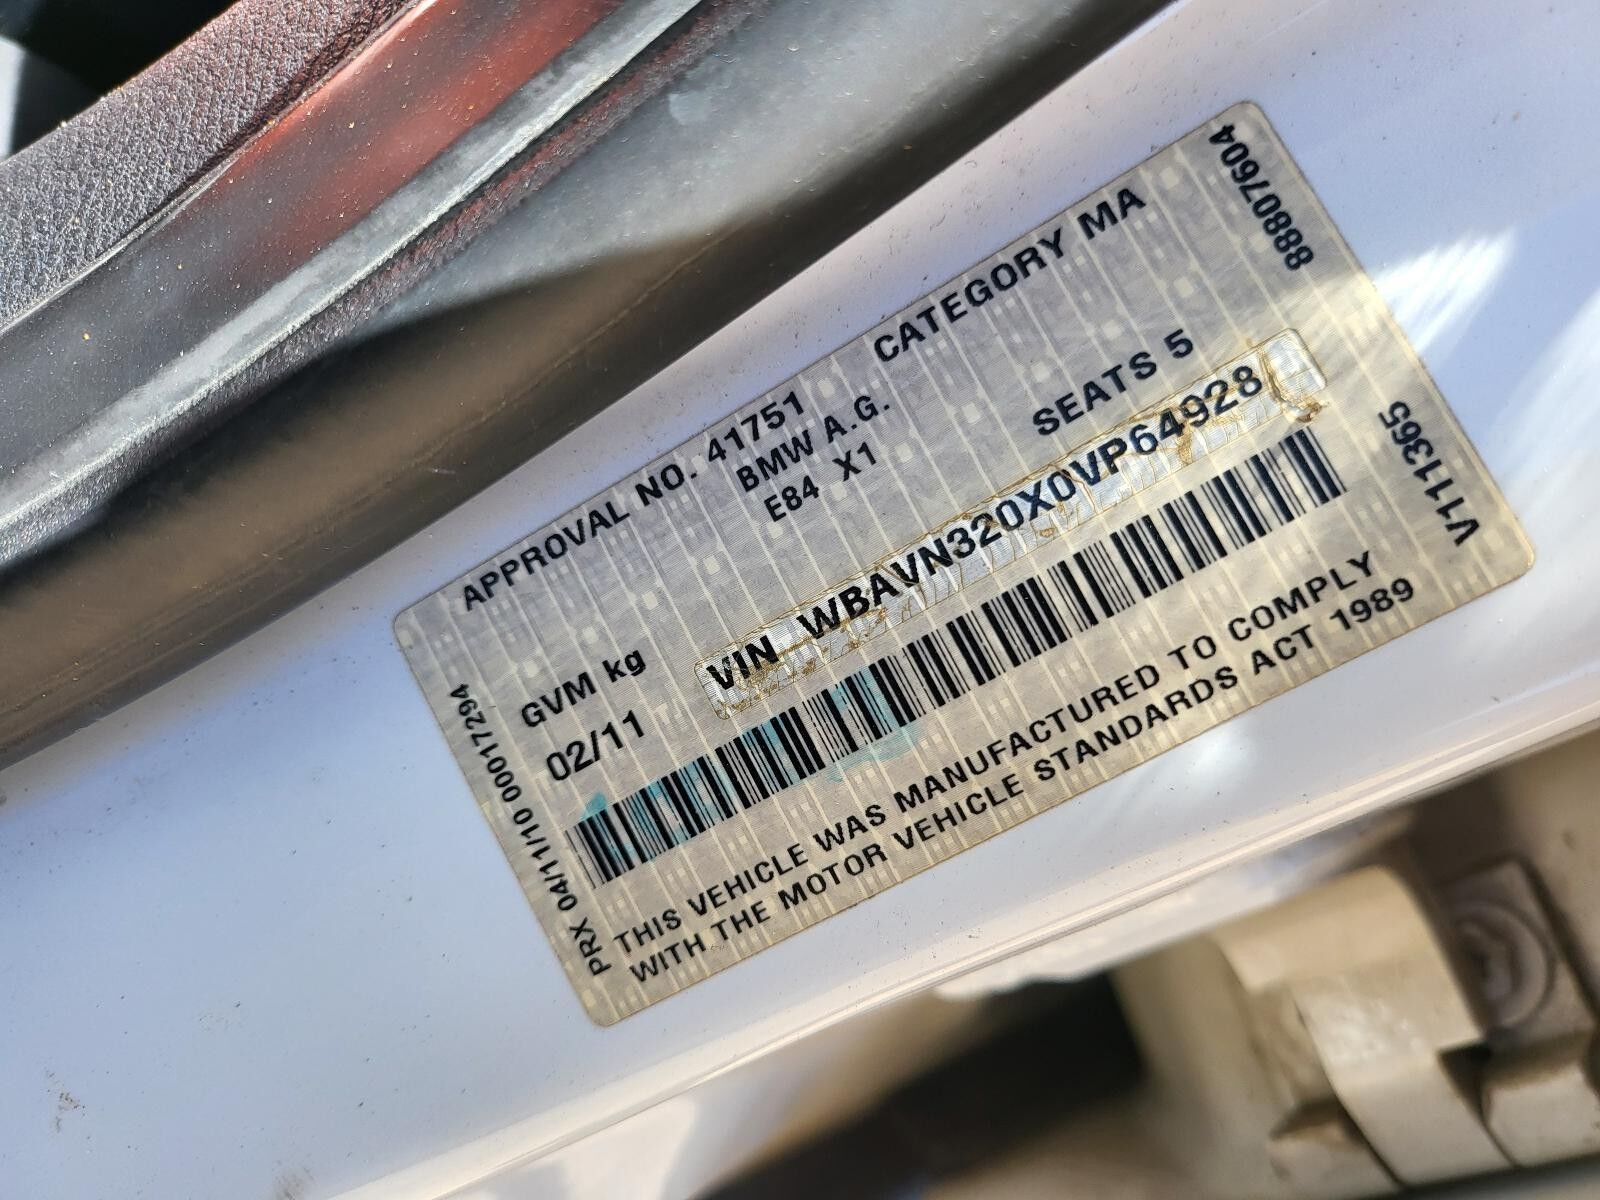 APPROVAL NO. 41751 CATEGORY MA
BMW A.G.
E84 X1
GVM kg SEATS 5
02/11 VIN WBAVN320X0VP64928
THIS VEHICLE WAS MANUFACTURED TO COMPLY
WITH THE MOTOR VEHICLE STANDARDS ACT 1989
PRX 04/11/10 00017294
88807604
V111365